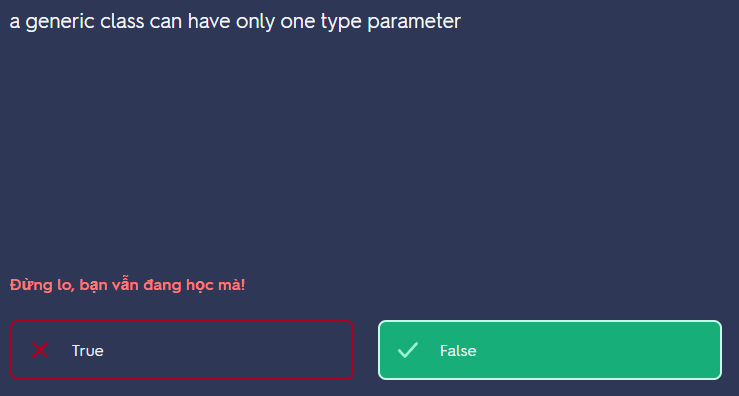 a generic class can have only one type parameter
Đừng lo, bạn vẫn đang học mà!
True
False